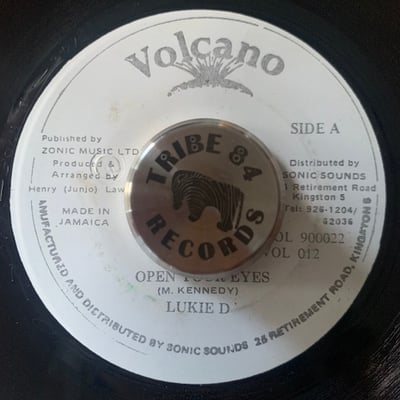 Volcano
SIDE A
Published by
ZONIC MUSIC LTD
Produced &
Arranged by
Henry (Junjo) Law
MADE IN
JAMAICA
Distributed by
SONIC SOUNDS
Retirement Road
Kingston 5
Tel: 926-1204/
62036
OL 900022
VOL 012
TRIBE 84
RECORDS
OPEN YOUR EYES
(M. KENNEDY)
LUKIE D
MANUFACTURED AND DISTRIBUTED BY SONIC SOUNDS 25 RETIREMENT ROAD, KINGSTON 5